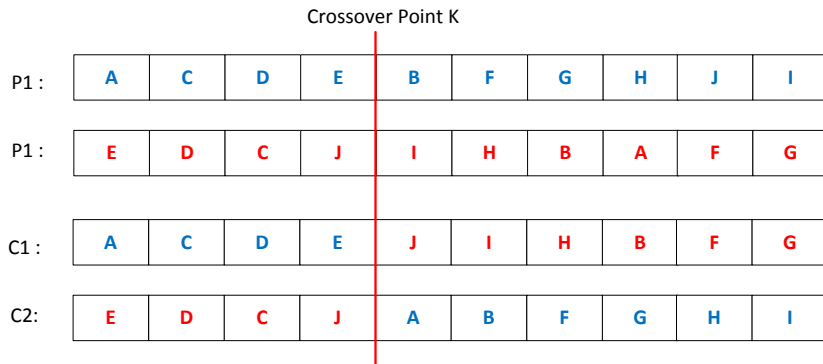 Crossover Point K
P1 : A C D E B F G H J I
P1 : E D C J I H B A F G
C1 : A C D E J I H B F G
C2: E D C J A B F G H I